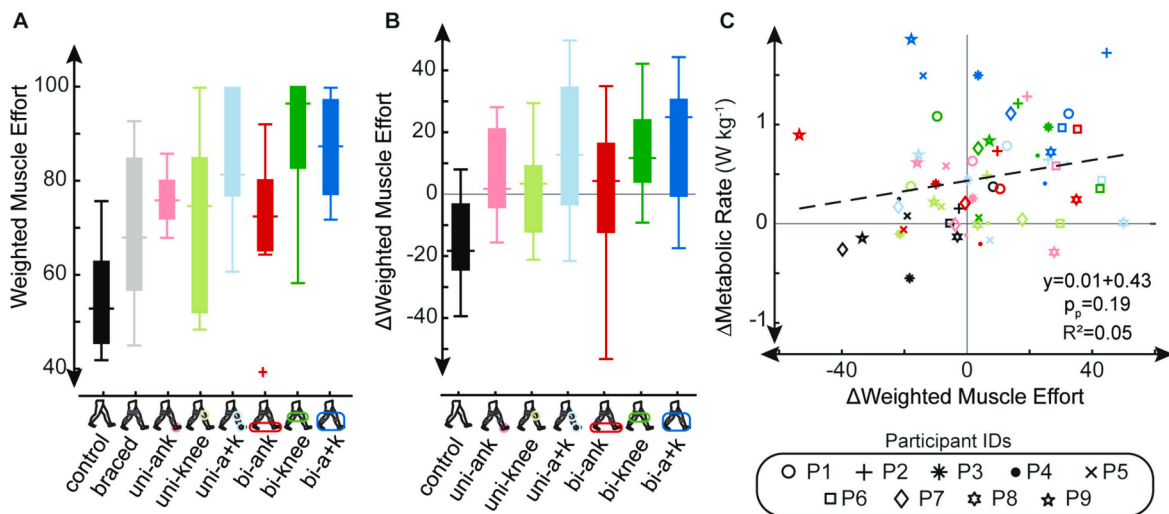 A
Weighted Muscle Effort
100
80
60
40
control
braced
uni-ank
uni-knee
uni-a+k
bi-ank
bi-knee
bi-a+k
B
ΔWeighted Muscle Effort
40
20
0
-20
-40
control
uni-ank
uni-knee
uni-a+k
bi-ank
bi-knee
bi-a+k
C
ΔMetabolic Rate (W kg⁻¹)
1
0
-1
y=0.01+0.43
pₚ=0.19
R²=0.05
-40 0 40
ΔWeighted Muscle Effort
Participant IDs
P1 P2 P3 P4 P5
P6 P7 P8 P9